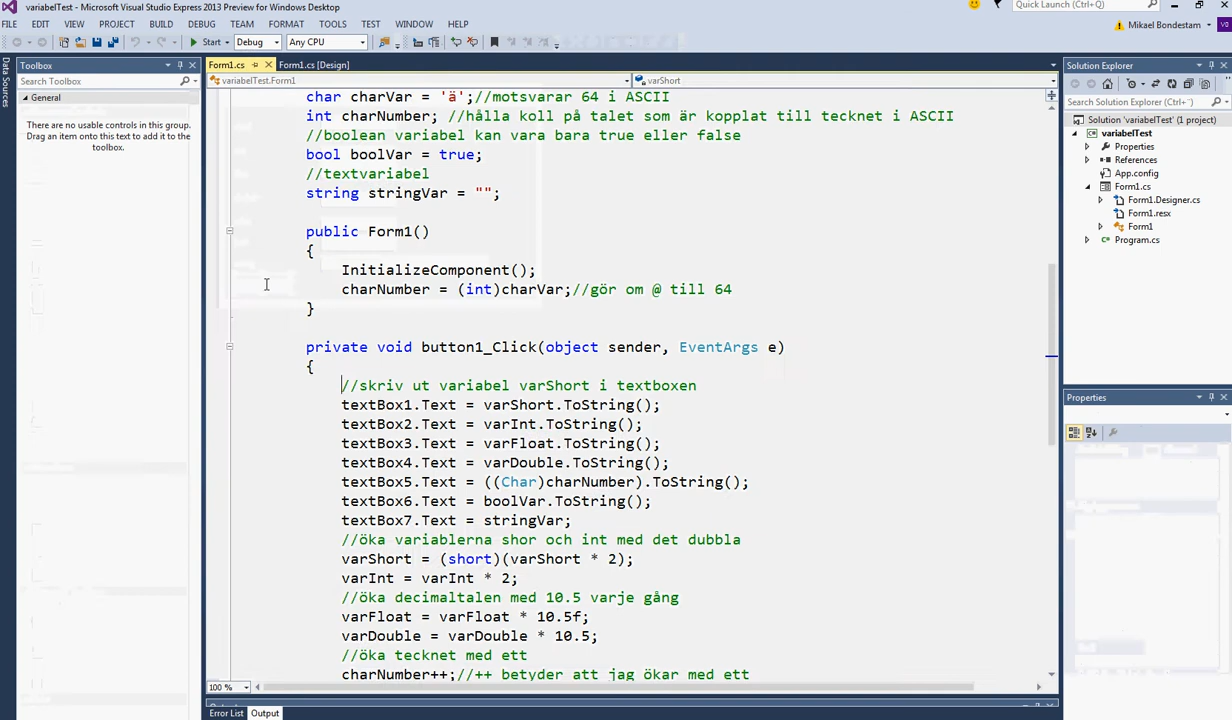 variabelTest - Microsoft Visual Studio Express 2013 Preview for Windows Desktop
Quick Launch (Ctrl+Q)
FILE EDIT VIEW PROJECT BUILD DEBUG TEAM FORMAT TOOLS TEST WINDOW HELP
Mikael Bondestam
Start Debug Any CPU
Data Sources
Toolbox
Search Toolbox
General
There are no usable controls in this group.
Drag an item onto this text to add it to the
toolbox.
Form1.cs Form1.cs [Design]
variabelTest.Form1 varShort
char charVar = 'ä';//motsvarar 64 i ASCII
int charNumber; //hålla koll på talet som är kopplat till tecknet i ASCII
//boolean variabel kan vara bara true eller false
bool boolVar = true;
//textvariabel
string stringVar = "";
public Form1()
{
InitializeComponent();
charNumber = (int)charVar;//gör om @ till 64
}
private void button1_Click(object sender, EventArgs e)
{
//skriv ut variabel varShort i textboxen
textBox1.Text = varShort.ToString();
textBox2.Text = varInt.ToString();
textBox3.Text = varFloat.ToString();
textBox4.Text = varDouble.ToString();
textBox5.Text = ((Char)charNumber).ToString();
textBox6.Text = boolVar.ToString();
textBox7.Text = stringVar;
//öka variablerna shor och int med det dubbla
varShort = (short)(varShort * 2);
varInt = varInt * 2;
//öka decimaltalen med 10.5 varje gång
varFloat = varFloat * 10.5f;
varDouble = varDouble * 10.5;
//öka tecknet med ett
charNumber++;//++ betyder att jag ökar med ett
100 %
Error List Output
Output
Solution Explorer
Search Solution Explorer (Ctrl+¨)
Solution 'variabelTest' (1 project)
variabelTest
Properties
References
App.config
Form1.cs
Form1.Designer.cs
Form1.resx
Form1
Program.cs
Properties